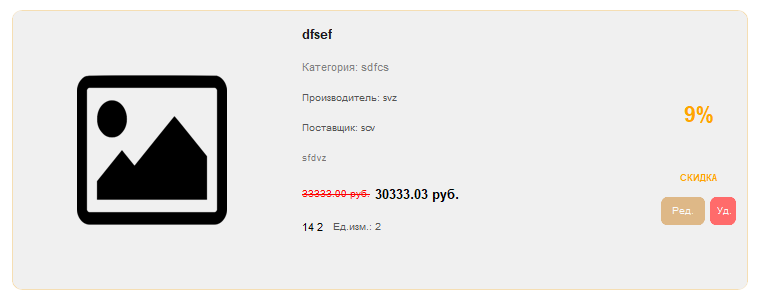 dfsef
Категория: sdfcs
Производитель: svz
Поставщик: scv
sfdvz
33333.00 руб. 30333.03 руб.
14 2 Ед.изм.: 2
9%
СКИДКА
Ред. Уд.